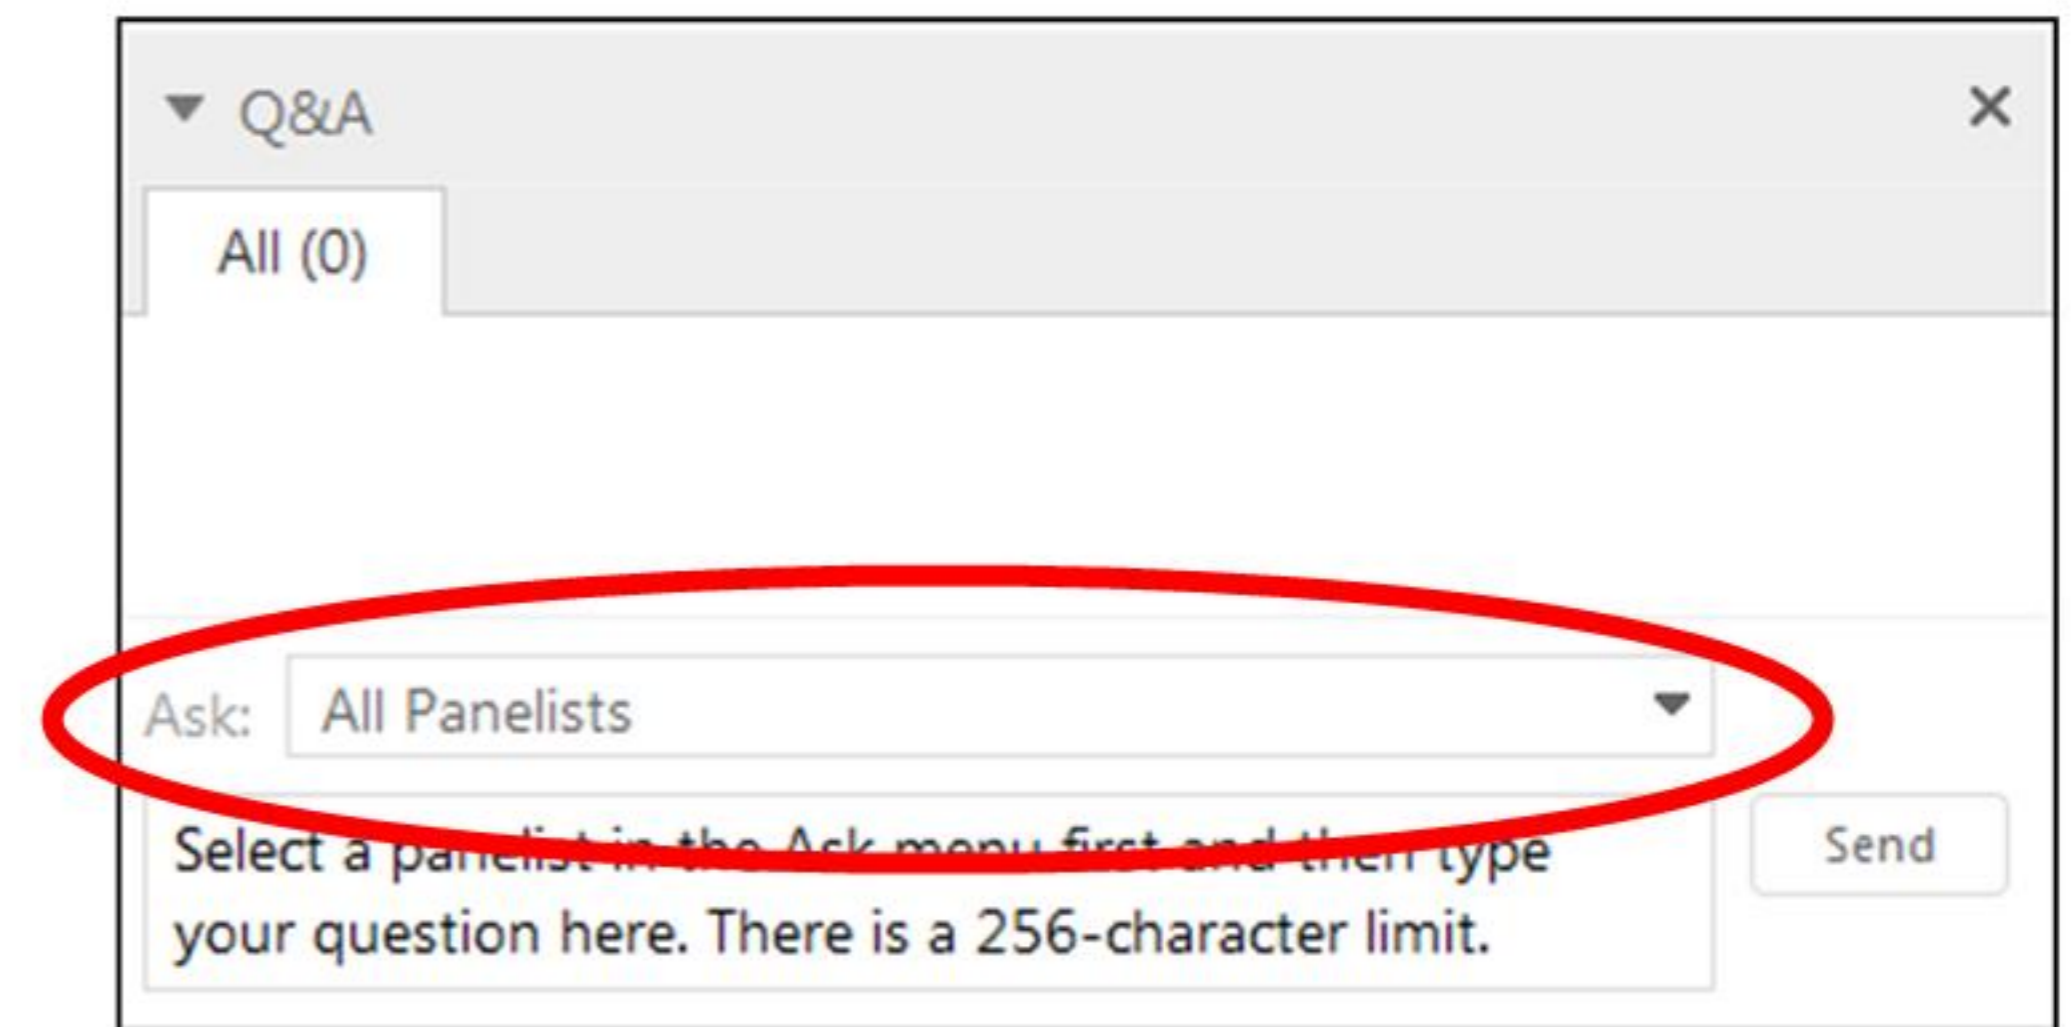 Q&A
All (0)
Ask: All Panelists
Select a panelist in the Ask menu first and then type
your question here. There is a 256-character limit.
Send